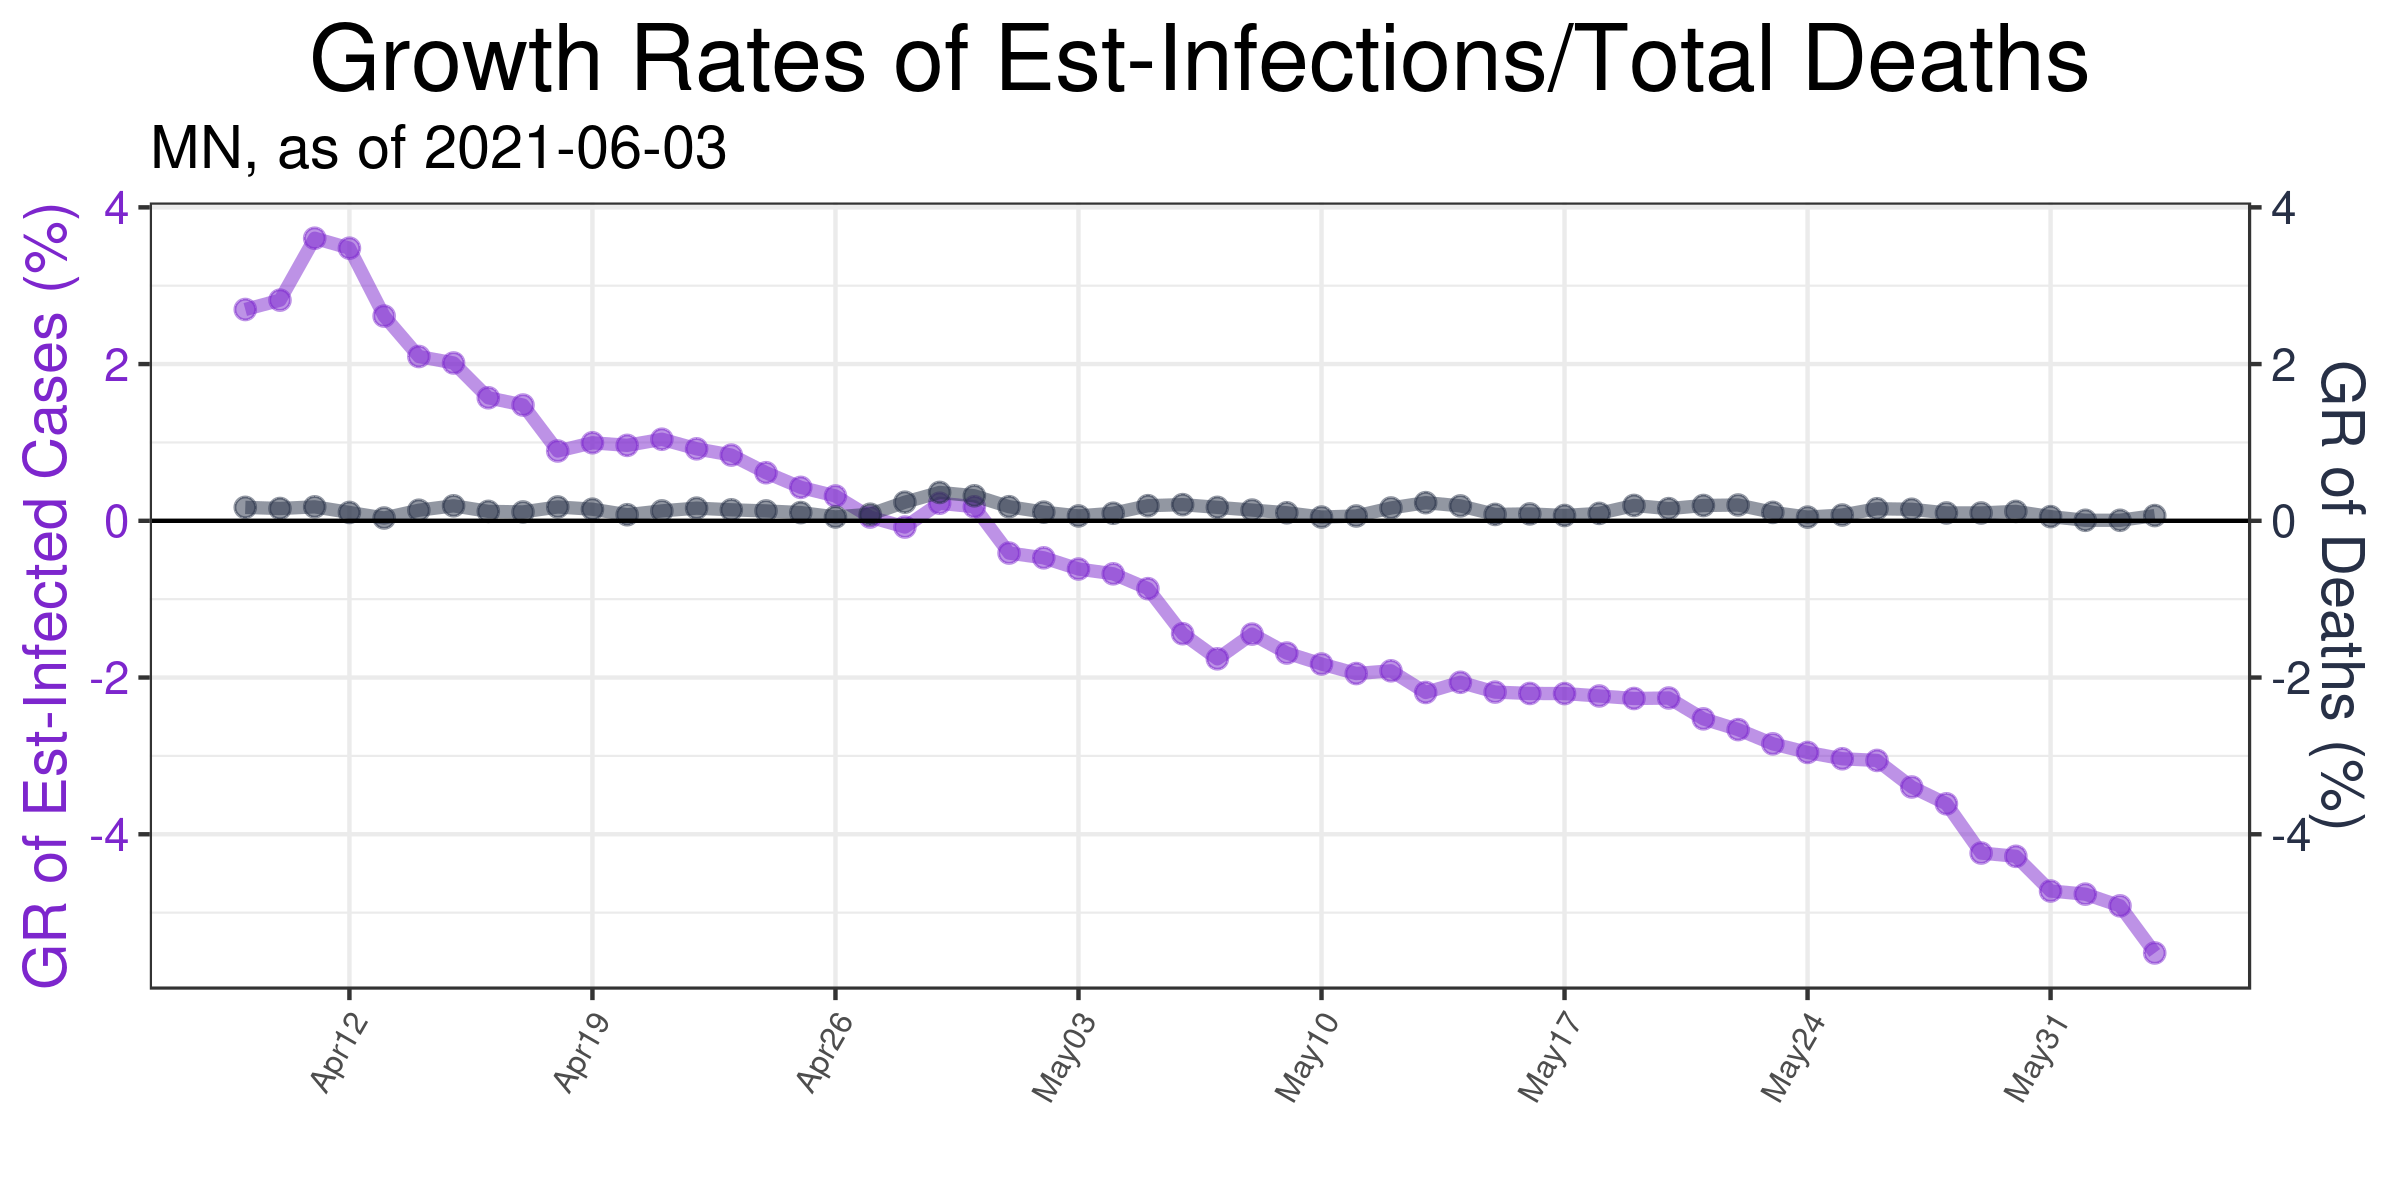 Growth Rates of Est-Infections/Total Deaths
MN, as of 2021-06-03
GR of Est-Infected Cases (%)
4
2
0
-2
-4
4
2
0
-2
-4
GR of Deaths (%)
Apr12
Apr19
Apr26
May03
May10
May17
May24
May31